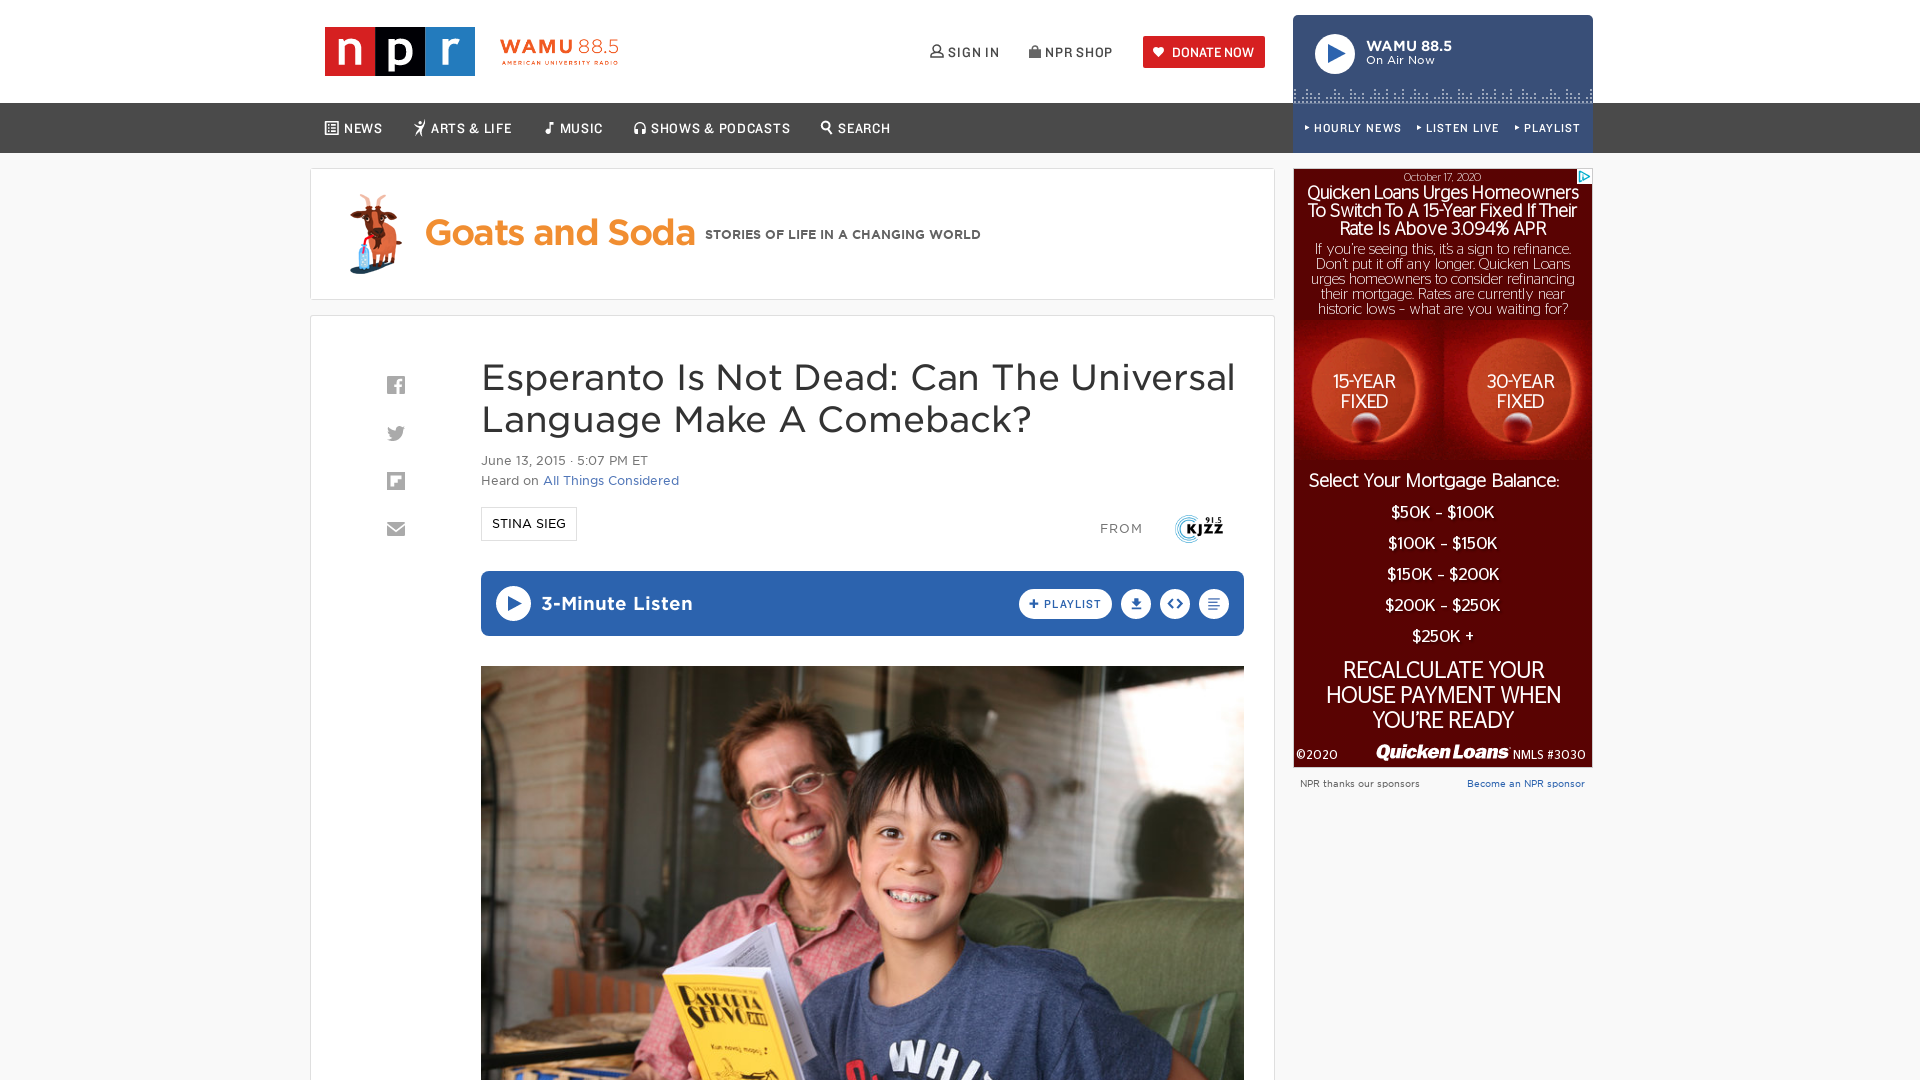 npr
WAMU 88.5
AMERICAN UNIVERSITY RADIO
SIGN IN
NPR SHOP
DONATE NOW
WAMU 88.5
On Air Now
NEWS
ARTS & LIFE
MUSIC
SHOWS & PODCASTS
SEARCH
HOURLY NEWS
LISTEN LIVE
PLAYLIST
Goats and Soda
STORIES OF LIFE IN A CHANGING WORLD
Esperanto Is Not Dead: Can The Universal
Language Make A Comeback?
June 13, 2015 · 5:07 PM ET
Heard on All Things Considered
STINA SIEG
FROM
91.5
KJZZ
3-Minute Listen
+ PLAYLIST
PASPORTA
SERVO
DO, WHI
October 17, 2020
Quicken Loans Urges Homeowners
To Switch To A 15-Year Fixed If Their
Rate Is Above 3.094% APR
If you're seeing this, it's a sign to refinance.
Don't put it off any longer. Quicken Loans
urges homeowners to consider refinancing
their mortgage. Rates are currently near
historic lows – what are you waiting for?
15-YEAR
FIXED
30-YEAR
FIXED
Select Your Mortgage Balance:
$50K – $100K
$100K – $150K
$150K – $200K
$200K – $250K
$250K +
RECALCULATE YOUR
HOUSE PAYMENT WHEN
YOU'RE READY
©2020
Quicken Loans
NMLS #3030
NPR thanks our sponsors
Become an NPR sponsor